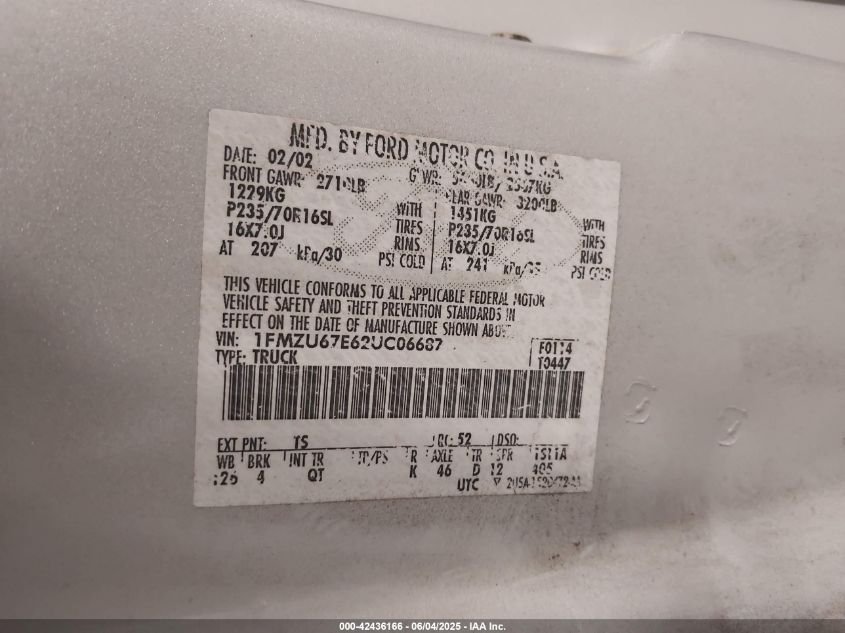 MFD. BY FORD MOTOR CO. IN U.S.A.
DATE: 02/02
FRONT GAWR: 2710LB REAR GAWR: 3200LB
1229KG WITH 1451KG WITH
P235/70R16SL TIRES P235/70R16SL TIRES
16X7.0J RIMS 16X7.0J RIMS
AT 207 kPa/30 PSI COLD AT 241 kPa/35 PSI COLD
THIS VEHICLE CONFORMS TO ALL APPLICABLE FEDERAL MOTOR
VEHICLE SAFETY AND THEFT PREVENTION STANDARDS IN
EFFECT ON THE DATE OF MANUFACTURE SHOWN ABOVE.
VIN: 1FMZU67E62UC06687 F0114
TYPE: TRUCK T0447
EXT PNT: TS RC: 52 DSO:
WB BRK INT TR TP/PS R AXLE TR SPR
126 4 QT K 46 D 12
UTC
000-42436166 - 06/04/2025 - IAA Inc.